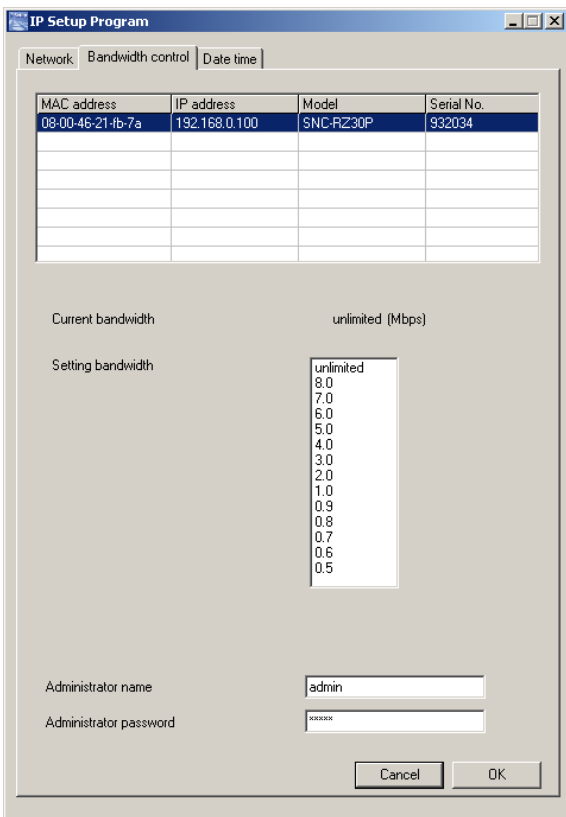 IP Setup Program
Network Bandwidth control Date time
MAC address IP address Model Serial No.
08-00-46-21-fb-7a 192.168.0.100 SNC-RZ30P 932034
Current bandwidth unlimited (Mbps)
Setting bandwidth
unlimited
8.0
7.0
6.0
5.0
4.0
3.0
2.0
1.0
0.9
0.8
0.7
0.6
0.5
Administrator name admin
Administrator password xxxxx
Cancel OK